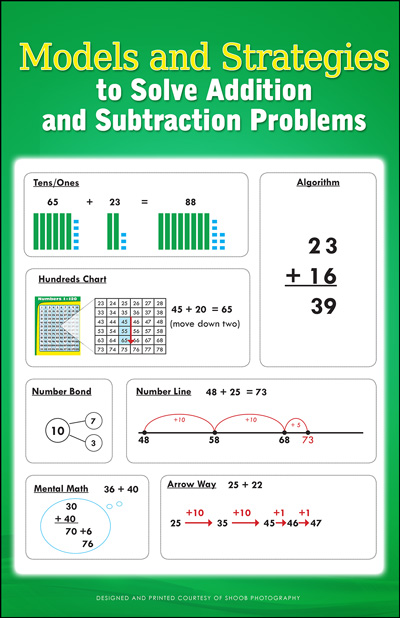 Models and Strategies
to Solve Addition
and Subtraction Problems
Tens/Ones
65 + 23 = 88
Algorithm
23
+ 16
39
Hundreds Chart
Numbers 1-100
23 24 25 26 27 28
33 34 35 36 37 38
43 44 45 46 47 48
53 54 55 56 57 58
63 64 65 66 67 68
73 74 75 76 77 78
45 + 20 = 65
(move down two)
Number Bond
10
7
3
Number Line 48 + 25 = 73
+10 +10 + 5
48 58 68 73
Mental Math 36 + 40
30
+ 40
70 +6
76
Arrow Way 25 + 22
+10 +10 +1 +1
25 35 45 46 47
DESIGNED AND PRINTED COURTESY OF SHOOB PHOTOGRAPHY